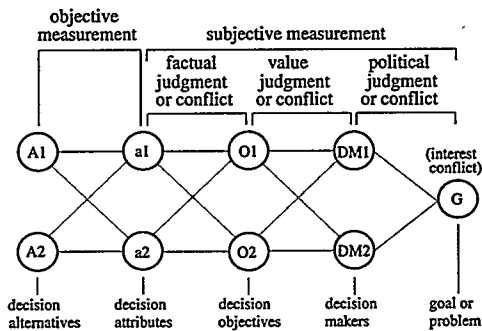 objective
measurement
subjective measurement
factual
judgment
or conflict
value
judgment
or conflict
political
judgment
or conflict
A1
a1
O1
DM1
(interest
conflict)
G
A2
a2
O2
DM2
decision
alternatives
decision
attributes
decision
objectives
decision
makers
goal or
problem